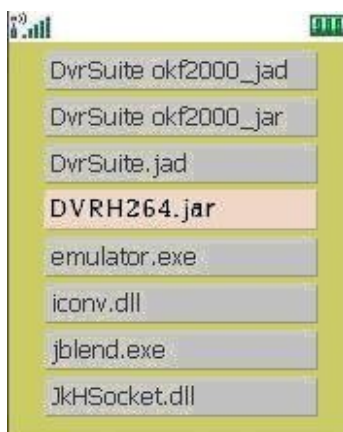 DvrSuite okf2000_jad
DvrSuite okf2000_jar
DvrSuite.jad
DVRH264.jar
emulator.exe
iconv.dll
jblend.exe
JkHSocket.dll